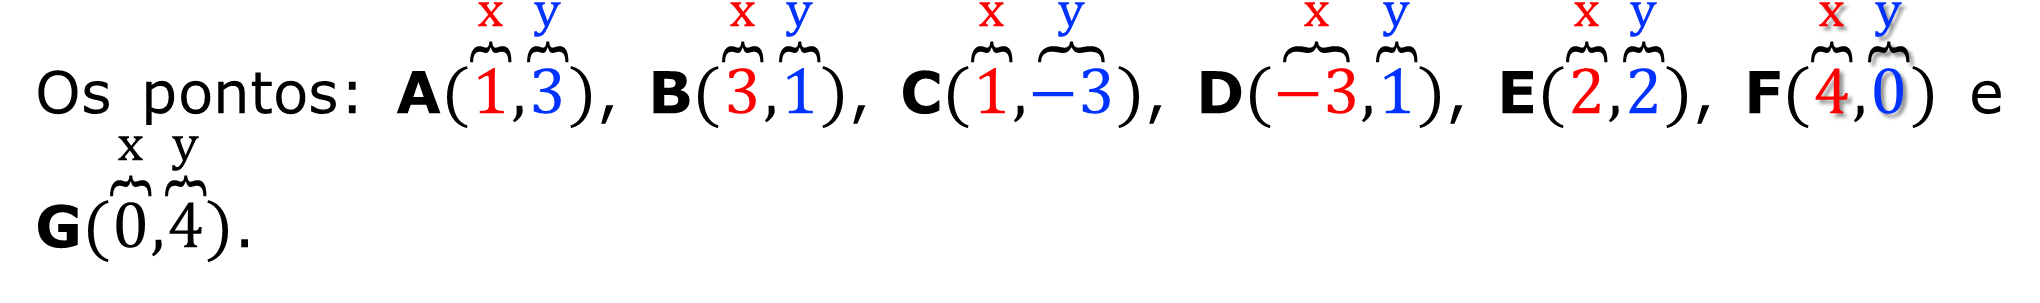 x y x y x y x y x y x y
Os pontos: A(1,3), B(3,1), C(1,−3), D(−3,1), E(2,2), F(4,0) e
x y
G(0,4).